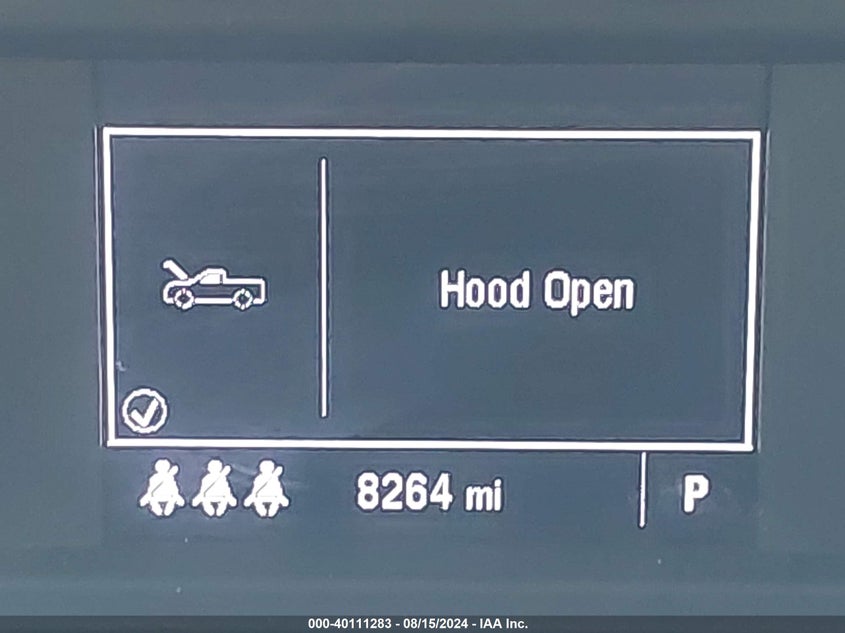 Hood Open
8264 mi
P
000-40111283 - 08/15/2024 - IAA Inc.